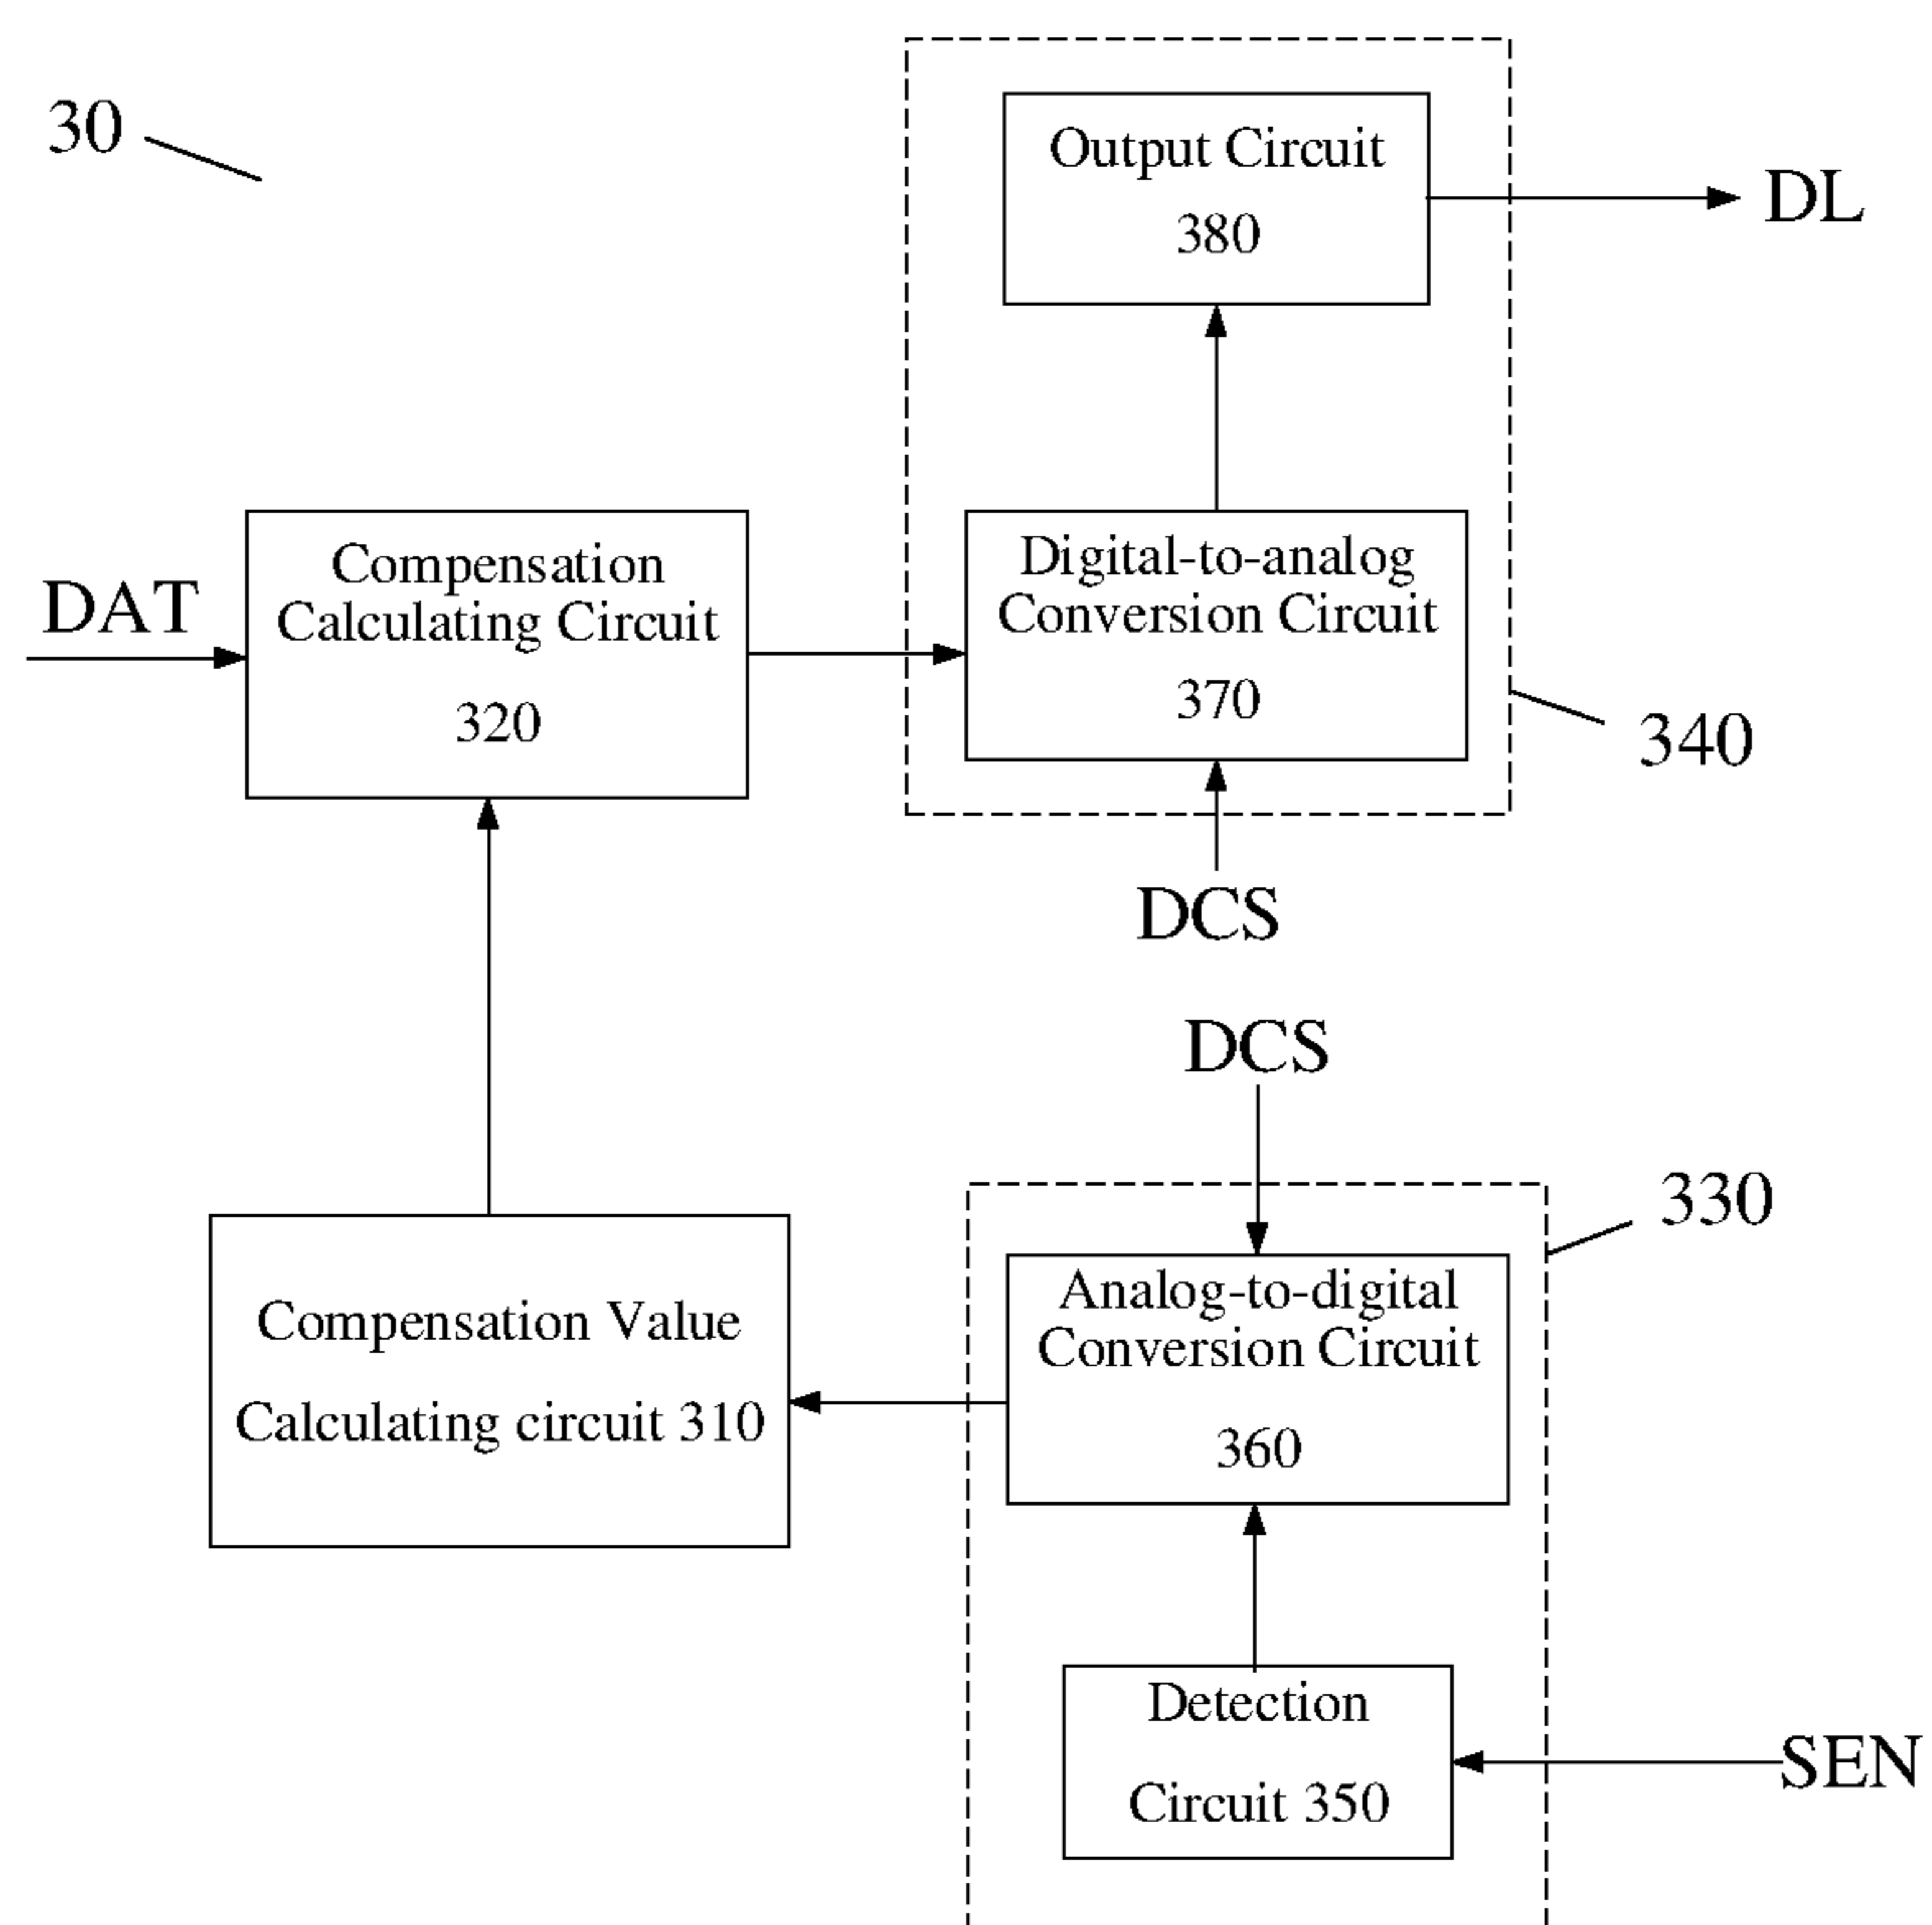 30
Output Circuit
380
DL
DAT
Compensation
Calculating Circuit
320
Digital-to-analog
Conversion Circuit
370
340
DCS
DCS
330
Compensation Value
Calculating circuit 310
Analog-to-digital
Conversion Circuit
360
Detection
Circuit 350
SEN